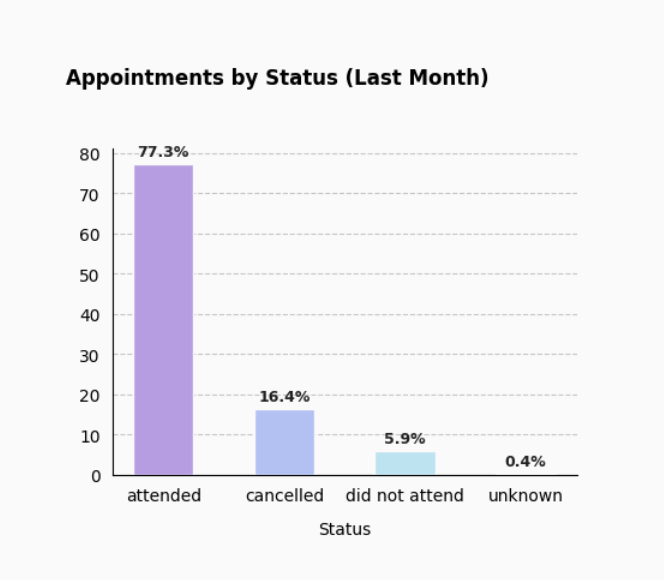 Appointments by Status (Last Month)
80
70
60
50
40
30
20
10
0
77.3%
16.4%
5.9%
0.4%
attended
cancelled
did not attend
unknown
Status